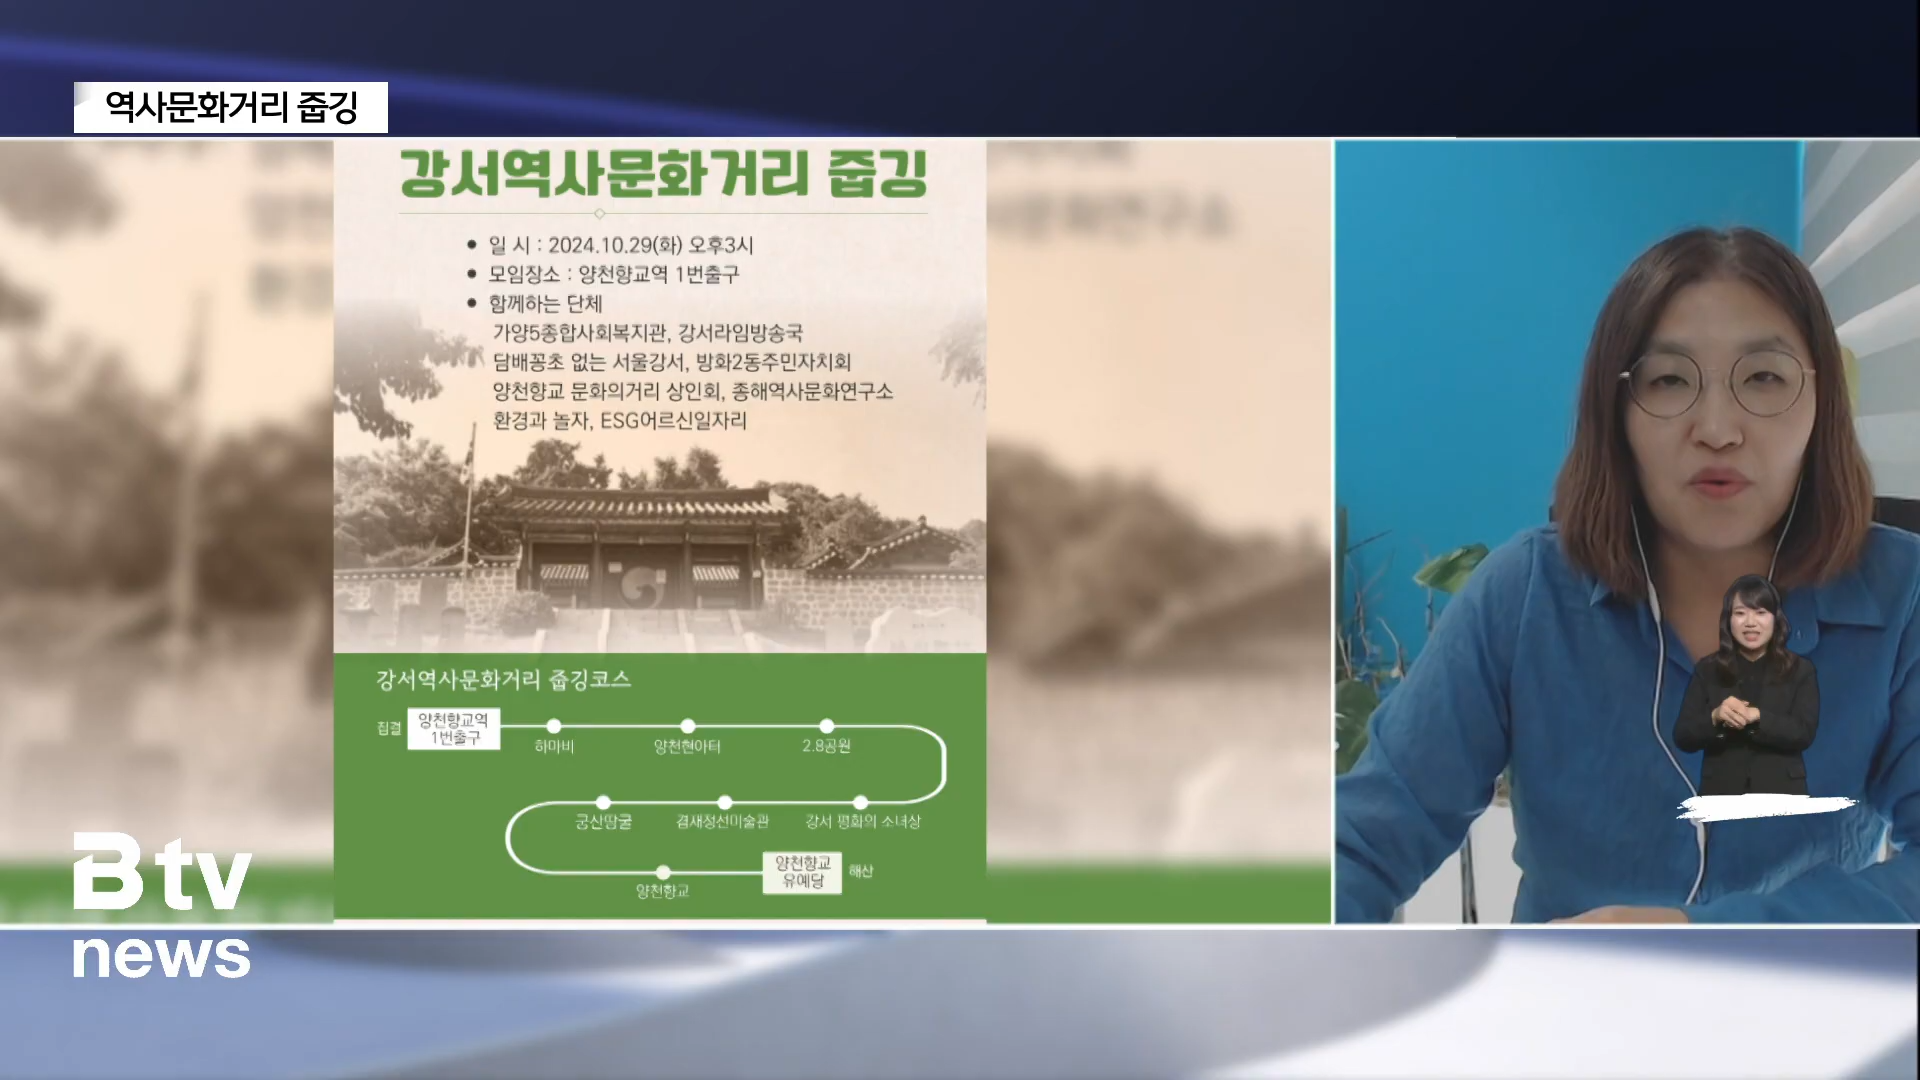 역사문화거리 줍깅
강서역사문화거리 줍깅
• 일 시 : 2024.10.29(화) 오후3시
• 모임장소 : 양천향교역 1번출구
• 함께하는 단체
가양5종합사회복지관, 강서라임방송국
담배꽁초 없는 서울강서, 방화2동주민자치회
양천향교 문화의거리 상인회, 종해역사문화연구소
환경과 놀자, ESG어르신일자리
강서역사문화거리 줍깅코스
집결
양천향교역
1번출구
하마비
양천현아터
2.8공원
궁산땅굴
겸재정선미술관
강서 평화의 소녀상
양천향교
양천향교
유예당
해산
B tv
news